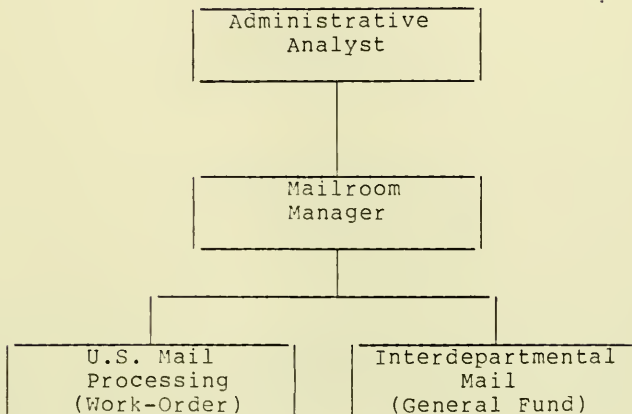 Administrative
Analyst
Mailroom
Manager
U.S. Mail
Processing
(Work-Order)
Interdepartmental
Mail
(General Fund)